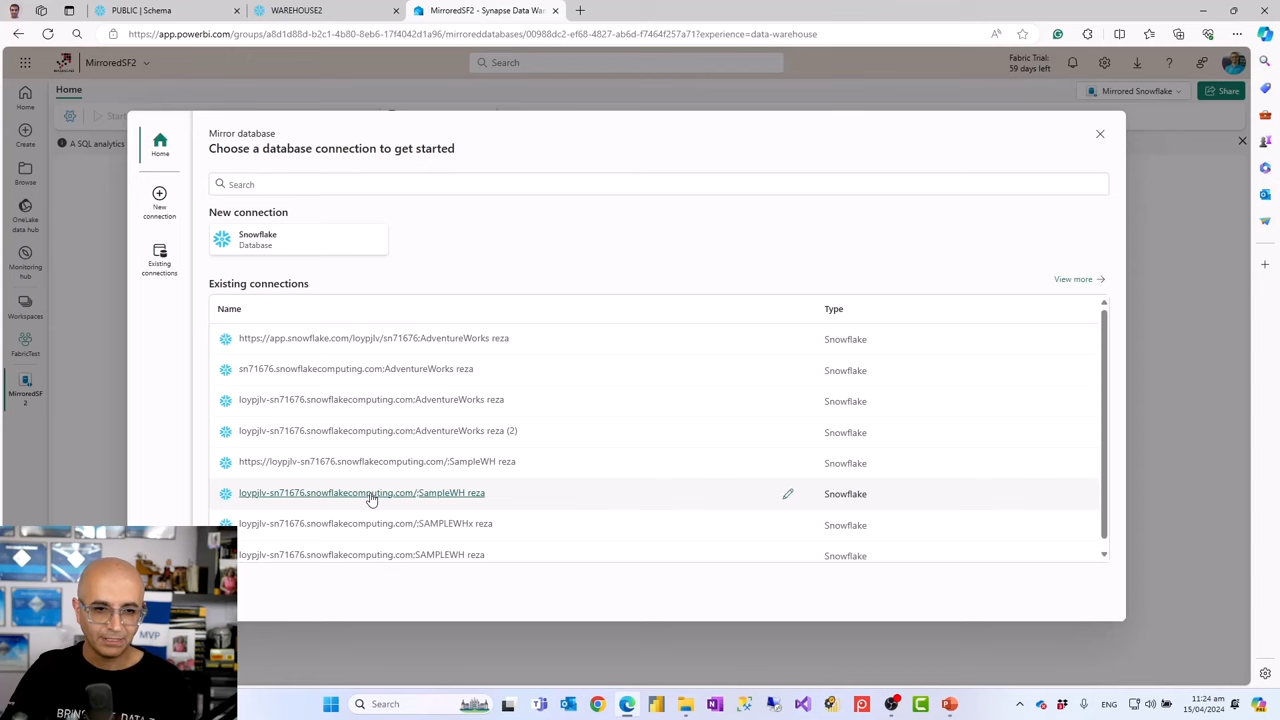 PUBLIC | Schema
WAREHOUSE2
MirroredSF2 - Synapse Data War
https://app.powerbi.com/groups/a8d1d88d-b2c1-4b80-8eb6-17f4042d1a96/mirroreddatabases/00988dc2-ef68-4827-ab6d-f7464f257a71?experience=data-warehouse
MirroredSF2
Search
Fabric Trial:
59 days left
Home
Home
Mirrored Snowflake
Share
Start
A SQL analytics
Create
Browse
OneLake
data hub
Monitoring
hub
Workspaces
FabricTest
MirroredSF
2
Home
New
connection
Existing
connections
Mirror database
Choose a database connection to get started
Search
New connection
Snowflake
Database
Existing connections
View more
Name Type
https://app.snowflake.com/loypjlv/sn71676;AdventureWorks reza Snowflake
sn71676.snowflakecomputing.com;AdventureWorks reza Snowflake
loypjlv-sn71676.snowflakecomputing.com;AdventureWorks reza Snowflake
loypjlv-sn71676.snowflakecomputing.com;AdventureWorks reza (2) Snowflake
https://loypjlv-sn71676.snowflakecomputing.com/;SampleWH reza Snowflake
loypjlv-sn71676.snowflakecomputing.com/;SampleWH reza Snowflake
loypjlv-sn71676.snowflakecomputing.com/;SAMPLEWHx reza Snowflake
loypjlv-sn71676.snowflakecomputing.com;SAMPLEWH reza Snowflake
MVP
Search
ENG
11:24 am
15/04/2024